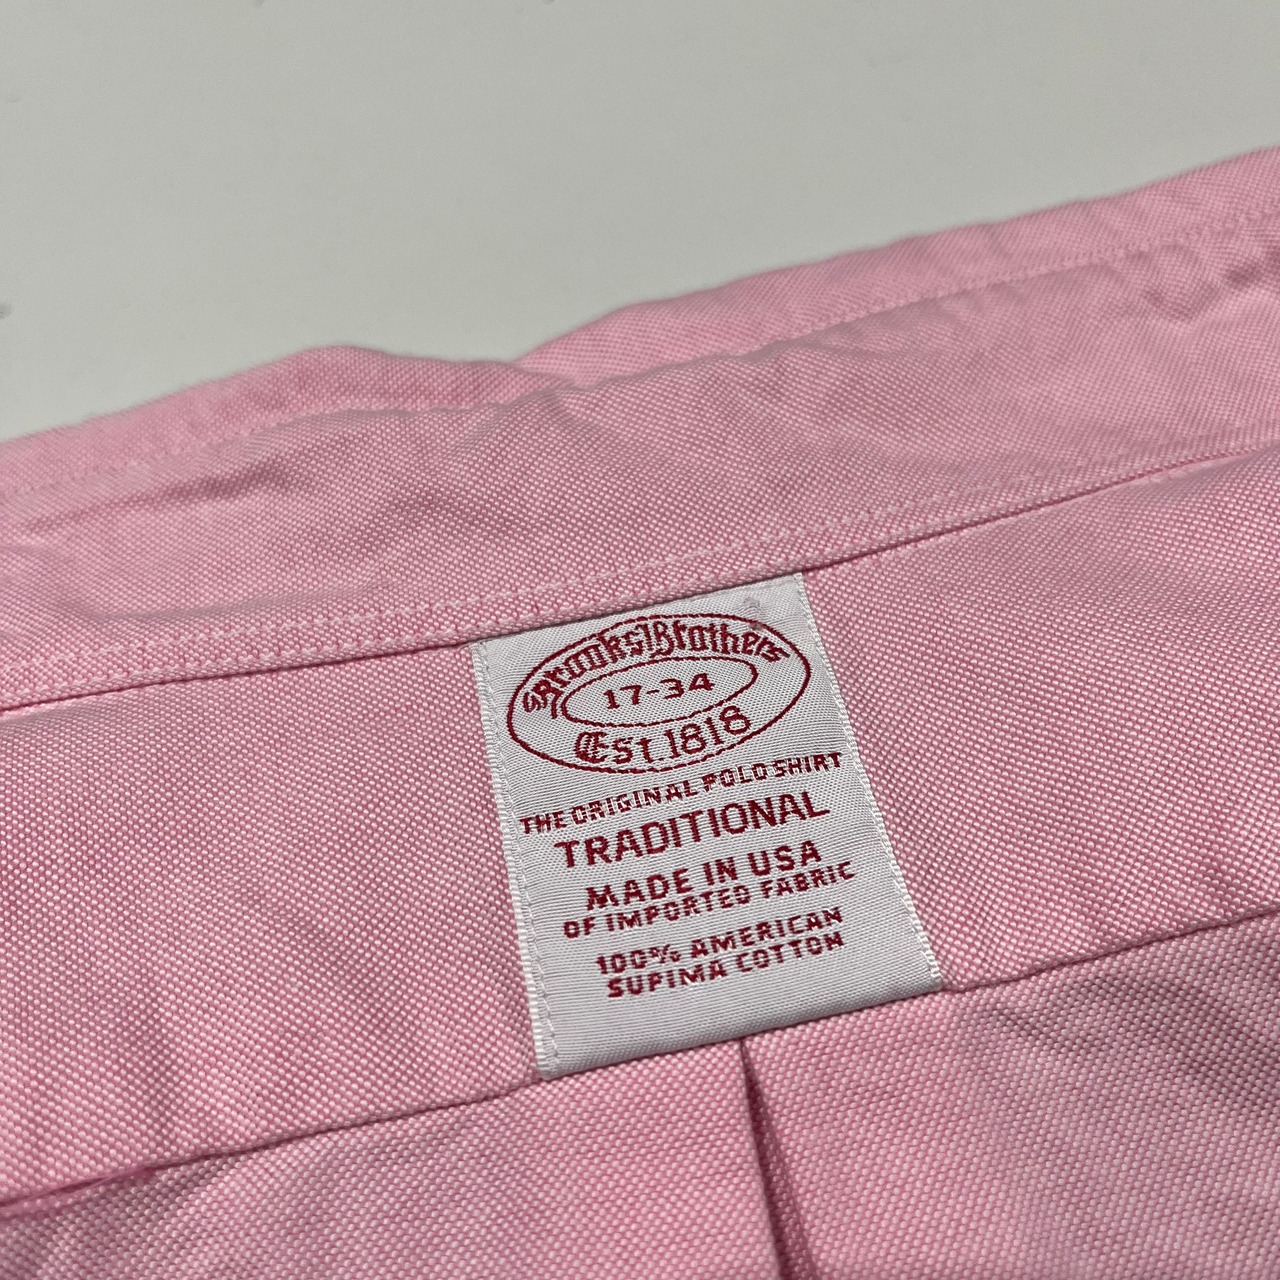 Brooks Brothers
17-34
Est. 1818
THE ORIGINAL POLO SHIRT
TRADITIONAL
MADE IN USA
OF IMPORTED FABRIC
100% AMERICAN
SUPIMA COTTON